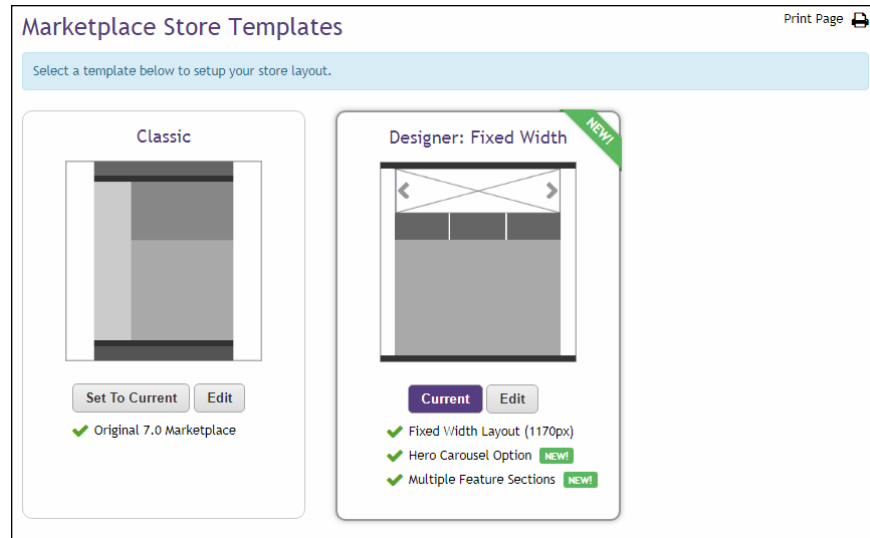 Marketplace Store Templates
Print Page
Select a template below to setup your store layout.
Classic
Set To Current
Edit
Original 7.0 Marketplace
NEW!
Designer: Fixed Width
Current
Edit
Fixed Width Layout (1170px)
Hero Carousel Option NEW!
Multiple Feature Sections NEW!